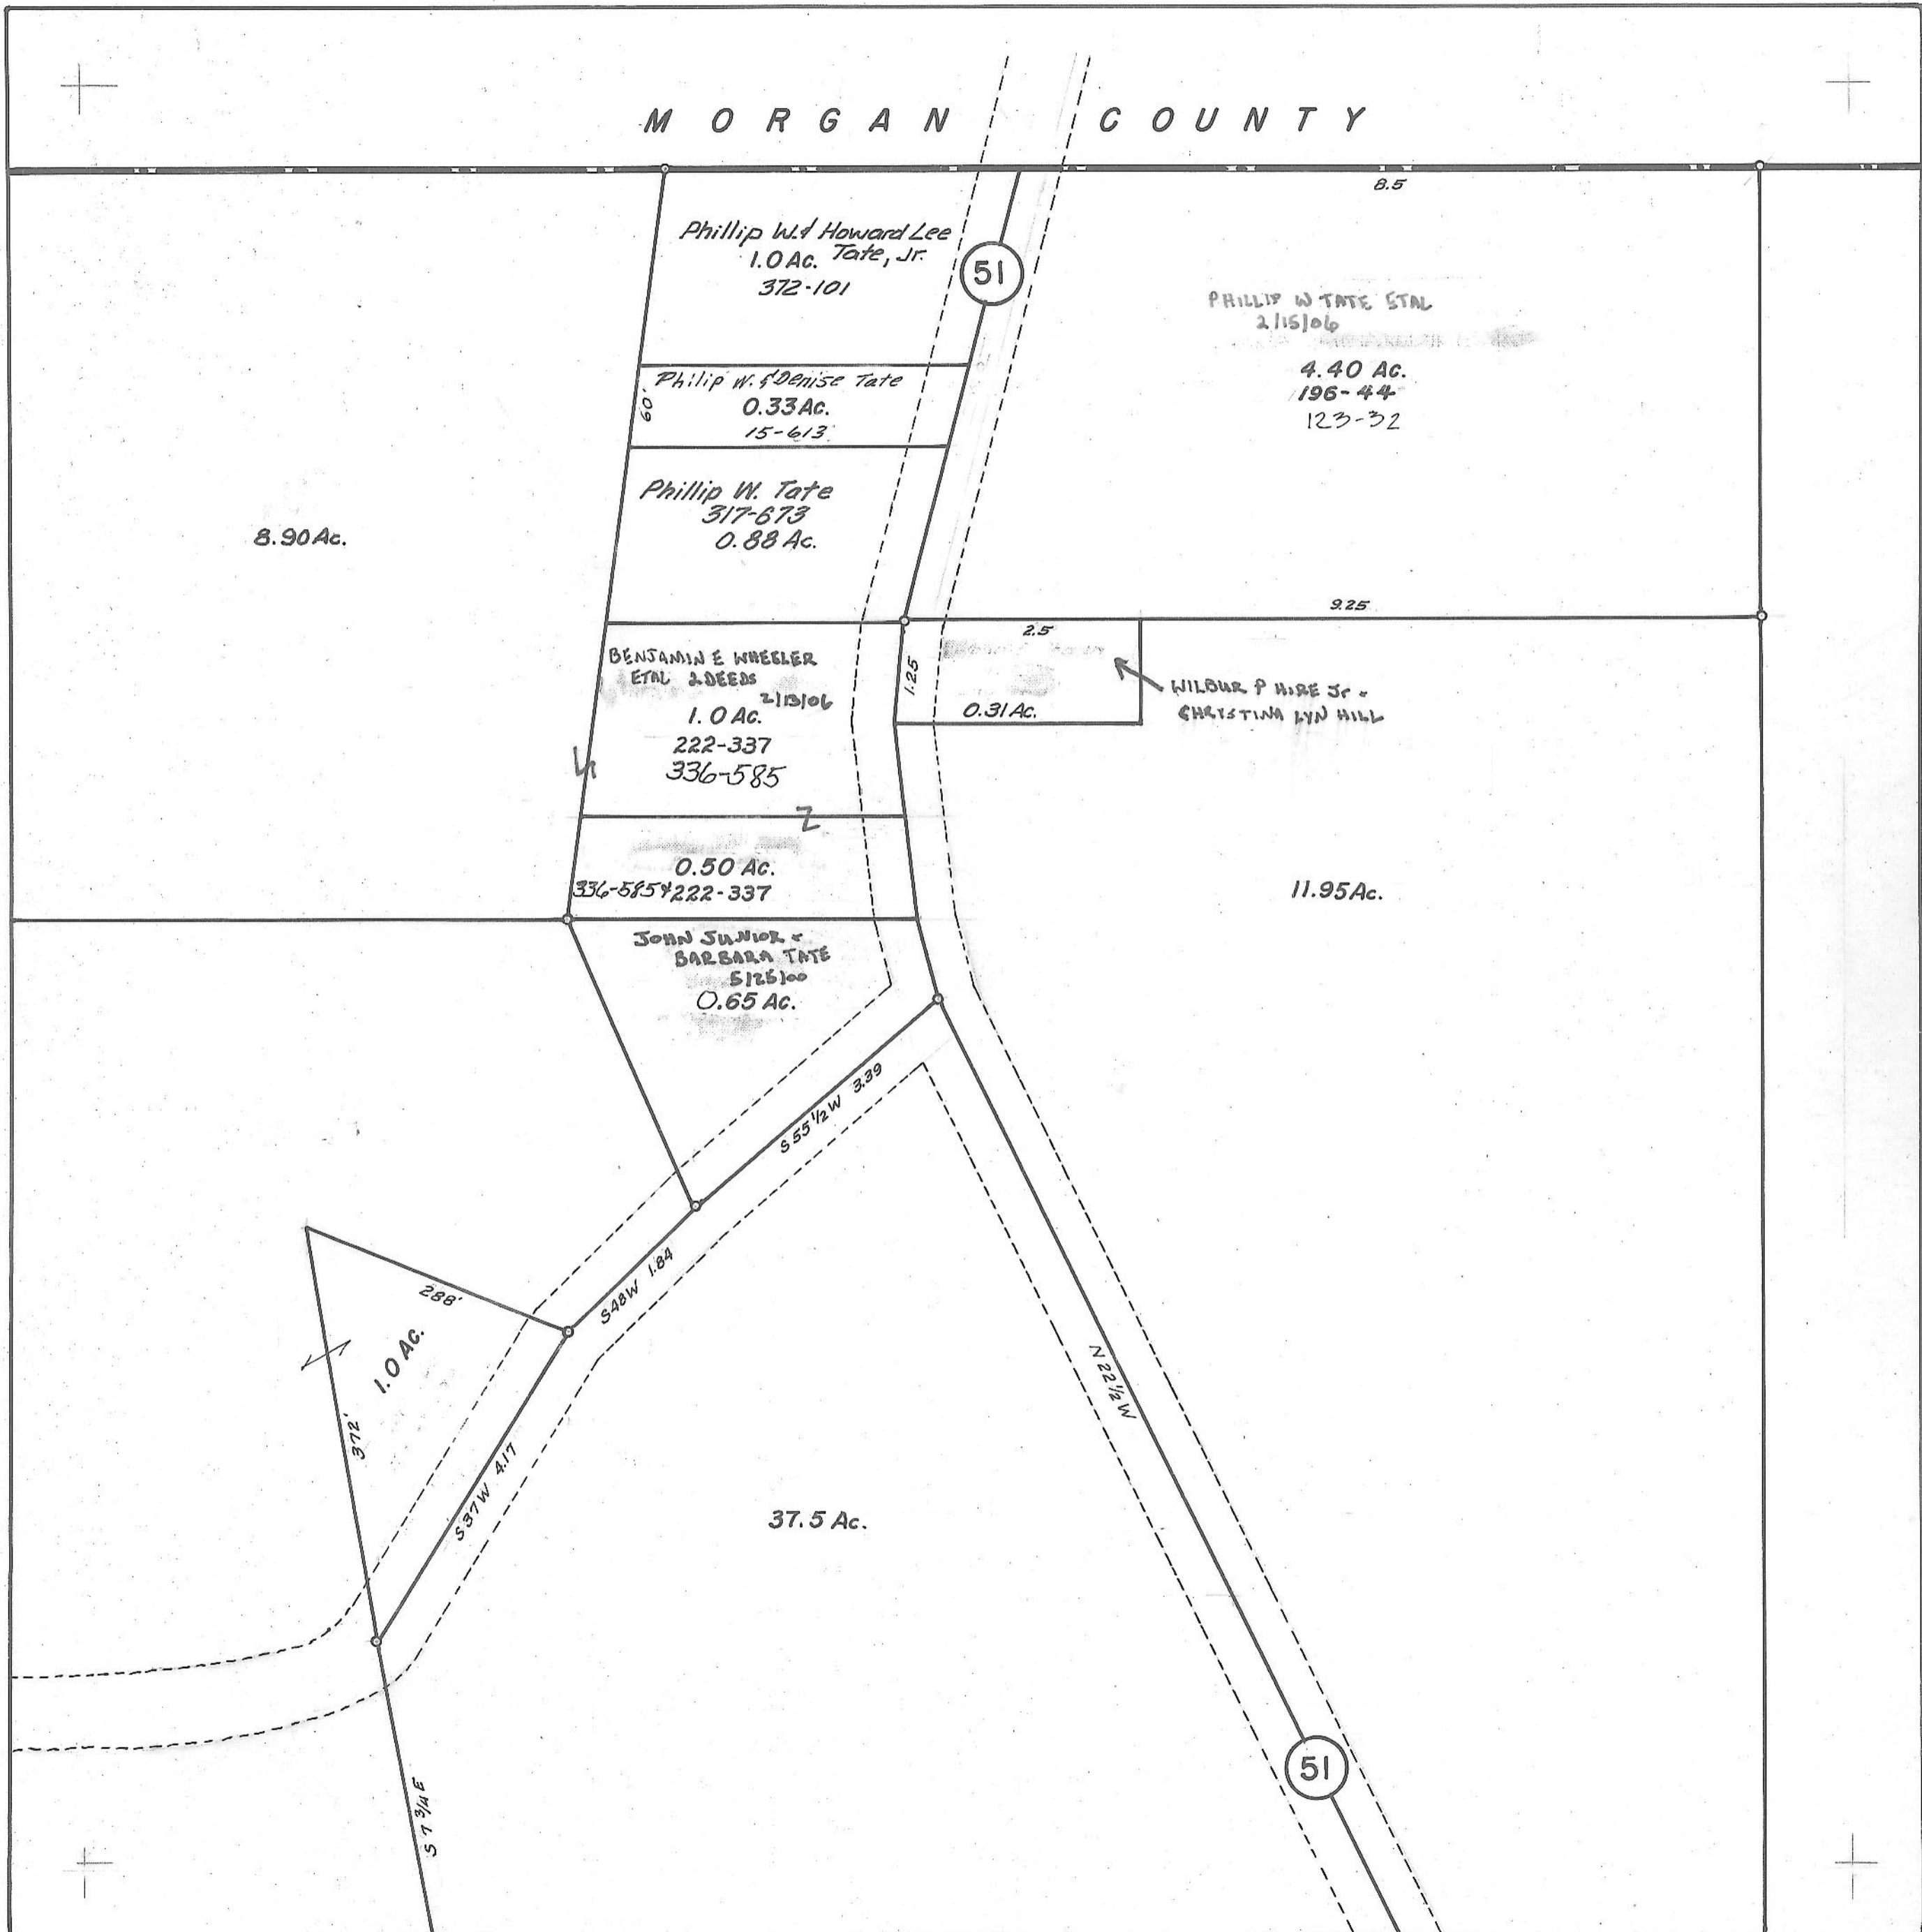 MORGAN COUNTY
8.5
Phillip W. & Howard Lee
1.0 Ac. Tate, Jr.
372-101
51
PHILLIP W TATE ETAL
2/15/06
4.40 Ac.
196-44
123-32
60'
Philip W. & Denise Tate
0.33 Ac.
15-613
Phillip W. Tate
317-673
0.88 Ac.
8.90 Ac.
9.25
2.5
1.25
0.31 Ac.
WILBUR P HIRE Jr &
CHRISTINA LYN HILL
BENJAMIN E WHEELER
ETAL 2 DEEDS
2/13/06
1.0 Ac.
222-337
336-585
Z
Z
0.50 Ac.
336-585 & 222-337
11.95 Ac.
JOHN JUNIOR &
BARBARA TATE
5/25/00
0.65 Ac.
S 55 1/2 W 3.39
S 48 W 1.84
288'
1.0 Ac.
372'
S 37 W 4.17
N 22 1/2 W
37.5 Ac.
51
S 7 3/4 E